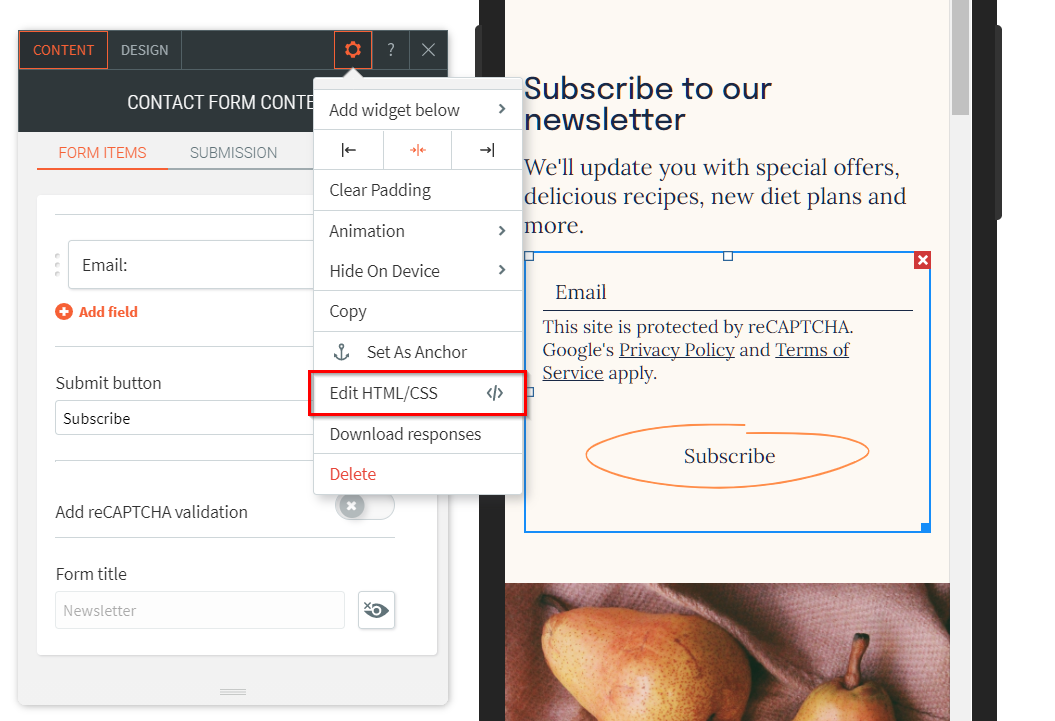 CONTENT
DESIGN
?
CONTACT FORM CONTE
FORM ITEMS
SUBMISSION
Email:
Add field
Submit button
Subscribe
Add reCAPTCHA validation
Form title
Newsletter
Add widget below
Clear Padding
Animation
Hide On Device
Copy
Set As Anchor
Edit HTML/CSS </>
Download responses
Delete
Subscribe to our
newsletter
We'll update you with special offers,
delicious recipes, new diet plans and
more.
Email
This site is protected by reCAPTCHA.
Google's Privacy Policy and Terms of
Service apply.
Subscribe